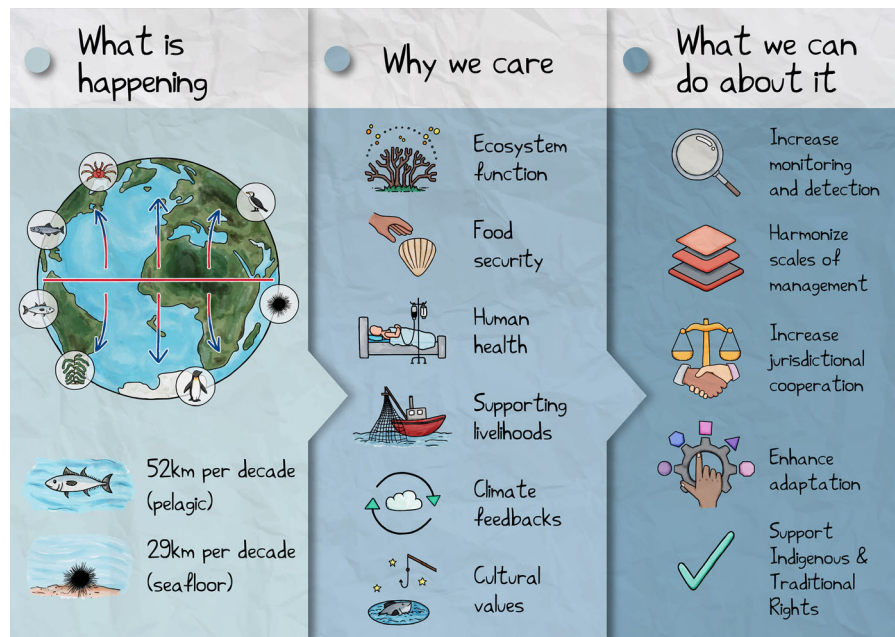 What is
happening
52km per decade
(pelagic)
29km per decade
(seafloor)
Why we care
Ecosystem
function
Food
security
Human
health
Supporting
livelihoods
Climate
feedbacks
Cultural
values
What we can
do about it
Increase
monitoring
and detection
Harmonize
scales of
management
Increase
jurisdictional
cooperation
Enhance
adaptation
Support
Indigenous &
Traditional
Rights